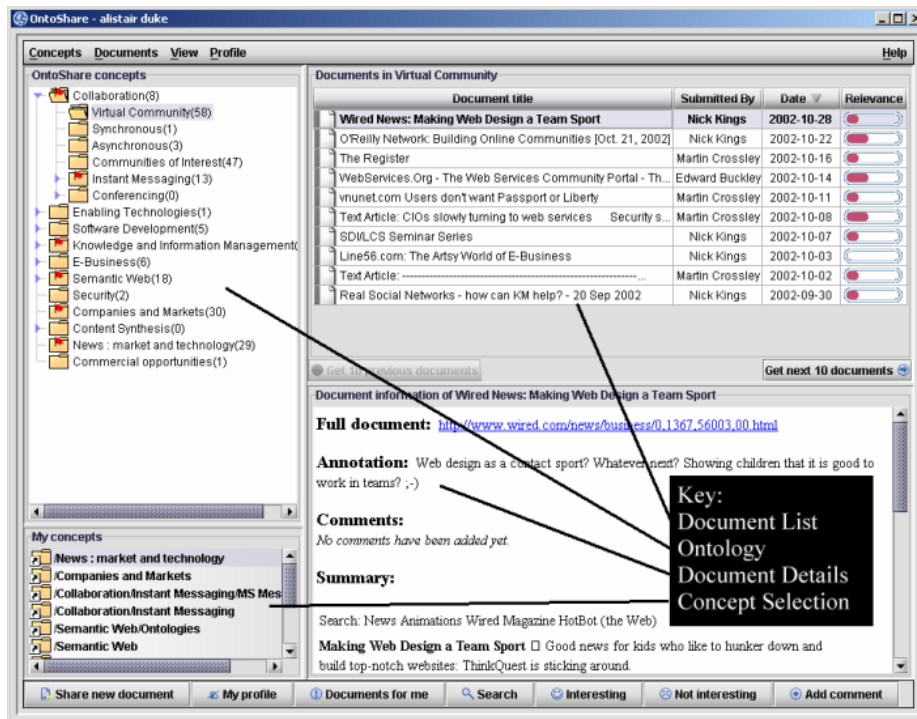 OntoShare - alistair duke
Concepts Documents View Profile Help
OntoShare concepts
Collaboration(8)
Virtual Community(58)
Synchronous(1)
Asynchronous(3)
Communities of Interest(47)
Instant Messaging(13)
Conferencing(0)
Enabling Technologies(1)
Software Development(5)
Knowledge and Information Management(
E-Business(6)
Semantic Web(18)
Security(2)
Companies and Markets(30)
Content Synthesis(0)
News : market and technology(29)
Commercial opportunities(1)
My concepts
/News : market and technology
/Companies and Markets
/Collaboration/Instant Messaging/MS Mes
/Collaboration/Instant Messaging
/Semantic Web/Ontologies
/Semantic Web
Documents in Virtual Community
Document title Submitted By Date Relevance
Wired News: Making Web Design a Team Sport Nick Kings 2002-10-28
O'Reilly Network: Building Online Communities [Oct. 21, 2002] Nick Kings 2002-10-22
The Register Martin Crossley 2002-10-16
WebServices.Org - The Web Services Community Portal - Th... Edward Buckley 2002-10-14
vnunet.com Users don't want Passport or Liberty Martin Crossley 2002-10-11
Text Article: CIOs slowly turning to web services Security s... Martin Crossley 2002-10-08
SDI/LCS Seminar Series Nick Kings 2002-10-07
Line56.com: The Artsy World of E-Business Nick Kings 2002-10-03
Text Article: --------------------------------------------------------... Martin Crossley 2002-10-02
Real Social Networks - how can KM help? - 20 Sep 2002 Nick Kings 2002-09-30
Get 10 previous documents Get next 10 documents
Document information of Wired News: Making Web Design a Team Sport
Full document: http://www.wired.com/news/business/0,1367,56003,00.html
Annotation: Web design as a contact sport? Whatever next? Showing children that it is good to
work in teams? ;-)
Comments:
No comments have been added yet.
Summary:
Search: News Animations Wired Magazine HotBot (the Web)
Making Web Design a Team Sport □ Good news for kids who like to hunker down and
build top-notch websites: ThinkQuest is sticking around.
Key:
Document List
Ontology
Document Details
Concept Selection
Share new document My profile Documents for me Search Interesting Not interesting Add comment